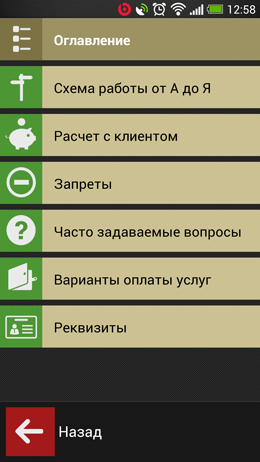 12:58
Оглавление
Схема работы от А до Я
Расчет с клиентом
Запреты
Часто задаваемые вопросы
Варианты оплаты услуг
Реквизиты
Назад